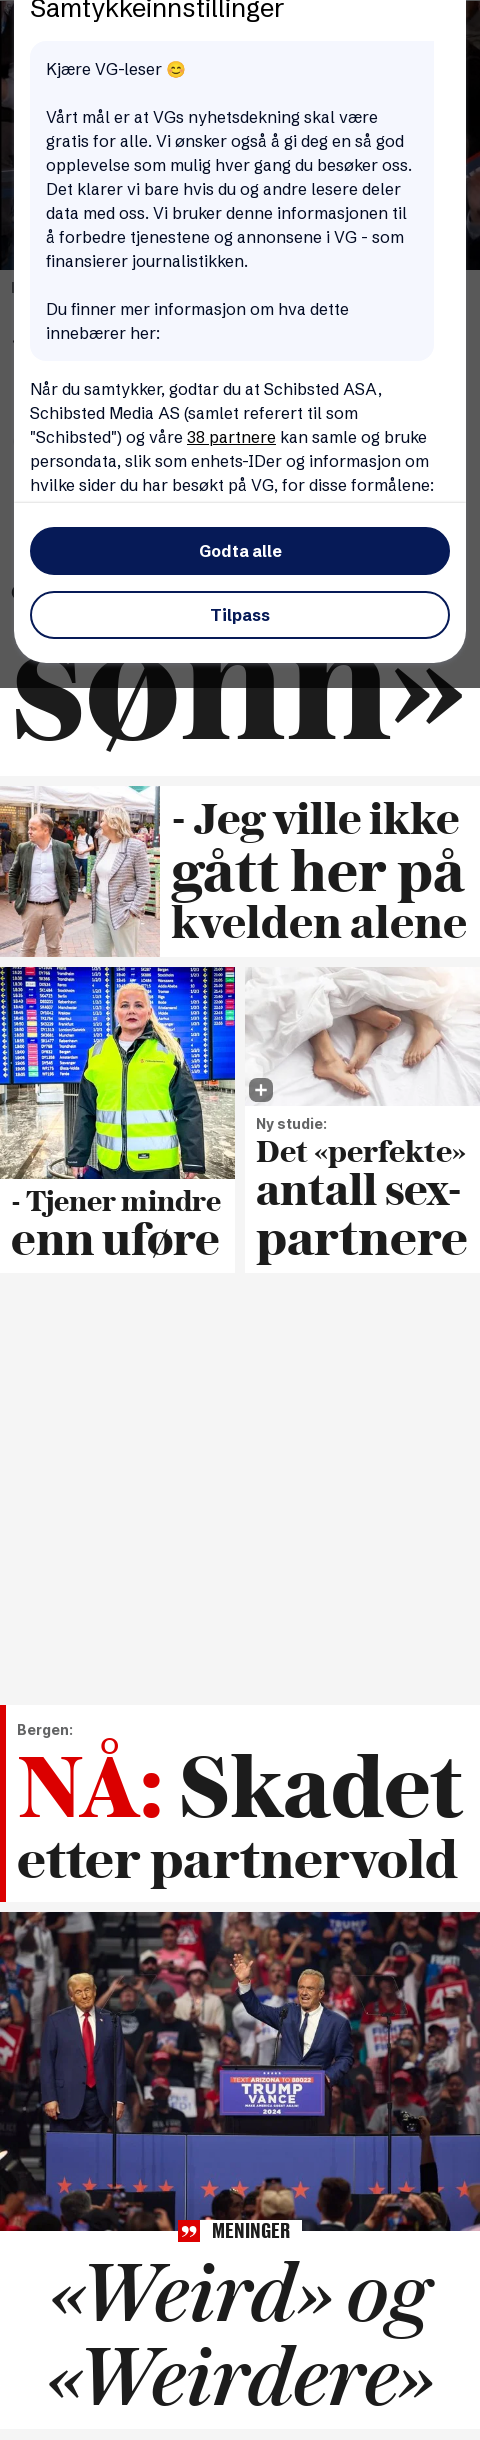 Samtykkeinnstillinger
Kjære VG-leser 😊
Vårt mål er at VGs nyhetsdekning skal være
gratis for alle. Vi ønsker også å gi deg en så god
opplevelse som mulig hver gang du besøker oss.
Det klarer vi bare hvis du og andre lesere deler
data med oss. Vi bruker denne informasjonen til
å forbedre tjenestene og annonsene i VG - som
finansierer journalistikken.
Du finner mer informasjon om hva dette
innebærer her:
Når du samtykker, godtar du at Schibsted ASA,
Schibsted Media AS (samlet referert til som
"Schibsted") og våre 38 partnere kan samle og bruke
persondata, slik som enhets-IDer og informasjon om
hvilke sider du har besøkt på VG, for disse formålene:
Godta alle
Tilpass
sønn»
- Jeg ville ikke
gått her på
kvelden alene
- Tjener mindre
enn uføre
Ny studie:
Det «perfekte»
antall sex-
partnere
Bergen:
NÅ: Skadet
etter partnervold
TEXT ARIZONA TO 88022
TRUMP
VANCE
MAKE AMERICA GREAT AGAIN!
2024
MENINGER
«Weird» og
«Weirdere»